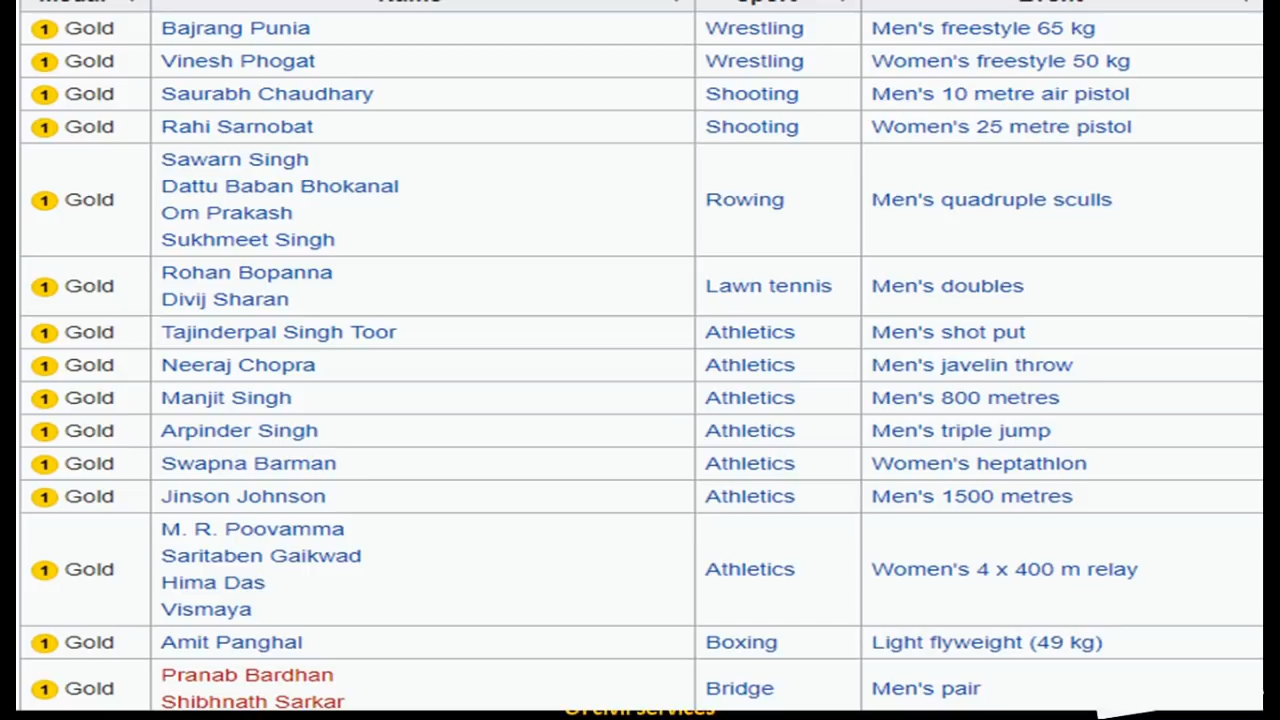 Medal Name Sport Event
1 Gold Bajrang Punia Wrestling Men's freestyle 65 kg
1 Gold Vinesh Phogat Wrestling Women's freestyle 50 kg
1 Gold Saurabh Chaudhary Shooting Men's 10 metre air pistol
1 Gold Rahi Sarnobat Shooting Women's 25 metre pistol
Sawarn Singh
Dattu Baban Bhokanal
1 Gold Om Prakash Rowing Men's quadruple sculls
Sukhmeet Singh
Rohan Bopanna
1 Gold Divij Sharan Lawn tennis Men's doubles
1 Gold Tajinderpal Singh Toor Athletics Men's shot put
1 Gold Neeraj Chopra Athletics Men's javelin throw
1 Gold Manjit Singh Athletics Men's 800 metres
1 Gold Arpinder Singh Athletics Men's triple jump
1 Gold Swapna Barman Athletics Women's heptathlon
1 Gold Jinson Johnson Athletics Men's 1500 metres
M. R. Poovamma
Saritaben Gaikwad
1 Gold Hima Das Athletics Women's 4 x 400 m relay
Vismaya
1 Gold Amit Panghal Boxing Light flyweight (49 kg)
Pranab Bardhan
1 Gold Shibhnath Sarkar Bridge Men's pair
Of civil services